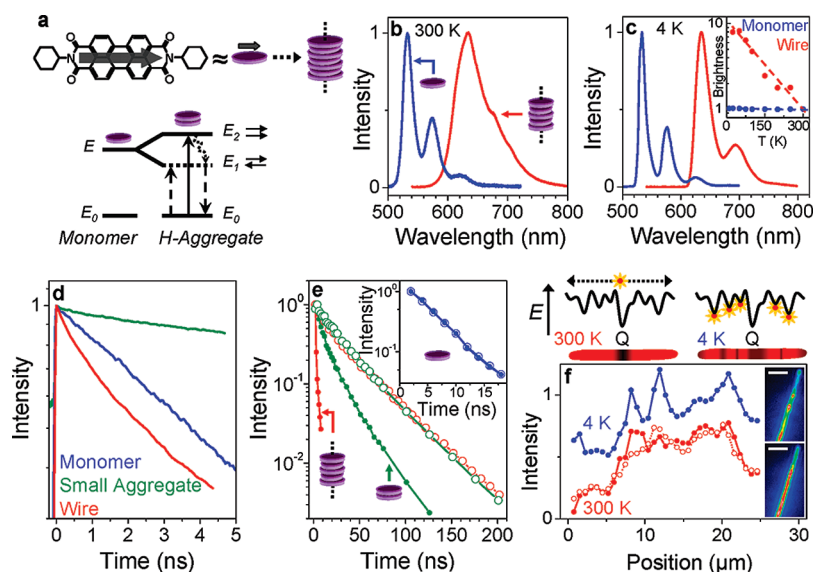 a
O O
N N
O O
≈
E
E2
E1
E0 E0
Monomer H-Aggregate
b 300 K
Intensity
1
0
500 600 700 800
Wavelength (nm)
c 4 K
Monomer
Wire
Brightness
10
1
0 100 200 300
T (K)
Intensity
1
0
500 600 700 800
Wavelength (nm)
d
Intensity
1
Monomer
Small Aggregate
Wire
0 1 2 3 4 5
Time (ns)
e
Intensity
10^0
10^-1
10^-2
0 50 100 150 200
Time (ns)
Intensity
10^0
10^-1
0 5 10 15
Time (ns)
E
Q Q
300 K 4 K
f
Intensity
1
0
4 K
300 K
0 10 20 30
Position (µm)